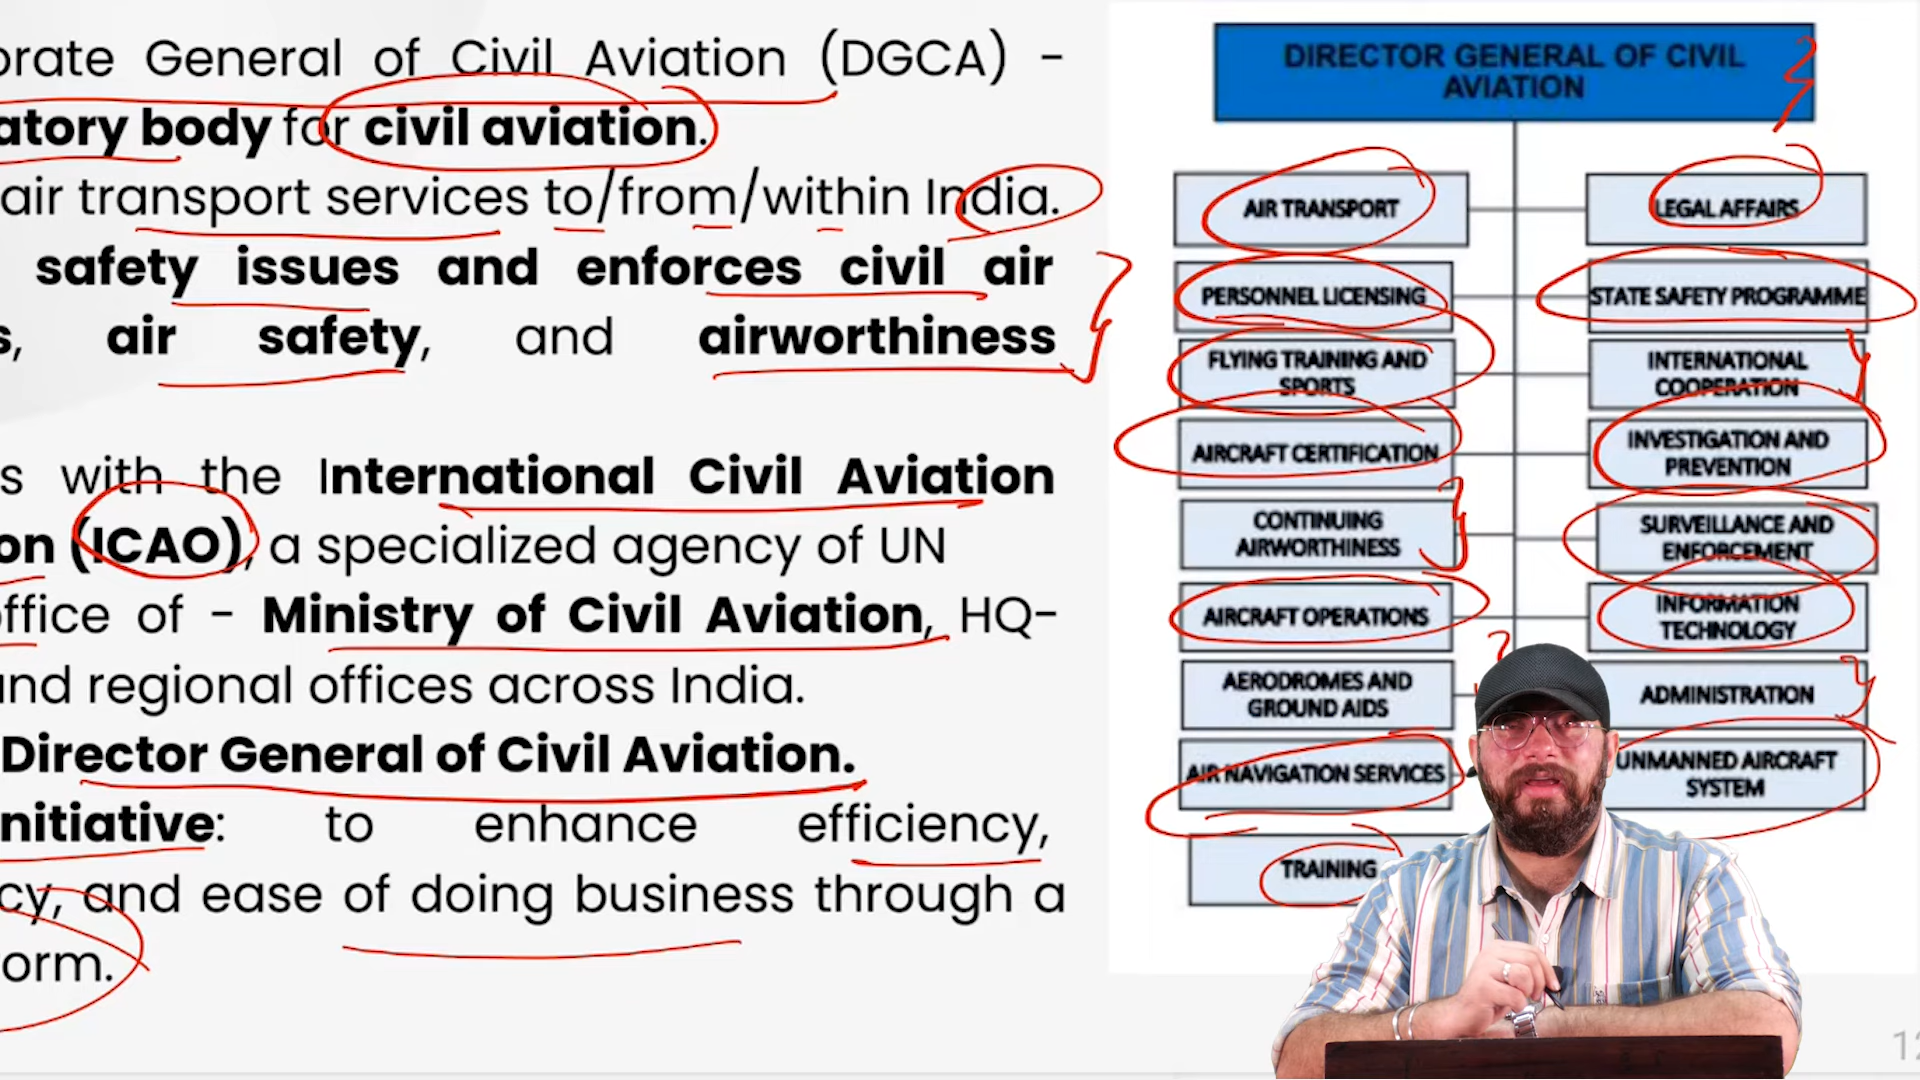 orate General of Civil Aviation (DGCA) -
atory body for civil aviation.
air transport services to/from/within India.
safety issues and enforces civil air
s, air safety, and airworthiness
s with the International Civil Aviation
on (ICAO), a specialized agency of UN
ffice of - Ministry of Civil Aviation, HQ-
and regional offices across India.
Director General of Civil Aviation.
nitiative: to enhance efficiency,
cy, and ease of doing business through a
orm.
DIRECTOR GENERAL OF CIVIL
AVIATION
AIR TRANSPORT
LEGAL AFFAIRS
PERSONNEL LICENSING
STATE SAFETY PROGRAMME
FLYING TRAINING AND
SPORTS
INTERNATIONAL
COOPERATION
AIRCRAFT CERTIFICATION
INVESTIGATION AND
PREVENTION
CONTINUING
AIRWORTHINESS
SURVEILLANCE AND
ENFORCEMENT
AIRCRAFT OPERATIONS
INFORMATION
TECHNOLOGY
AERODROMES AND
GROUND AIDS
ADMINISTRATION
AIR NAVIGATION SERVICES
UNMANNED AIRCRAFT
SYSTEM
TRAINING